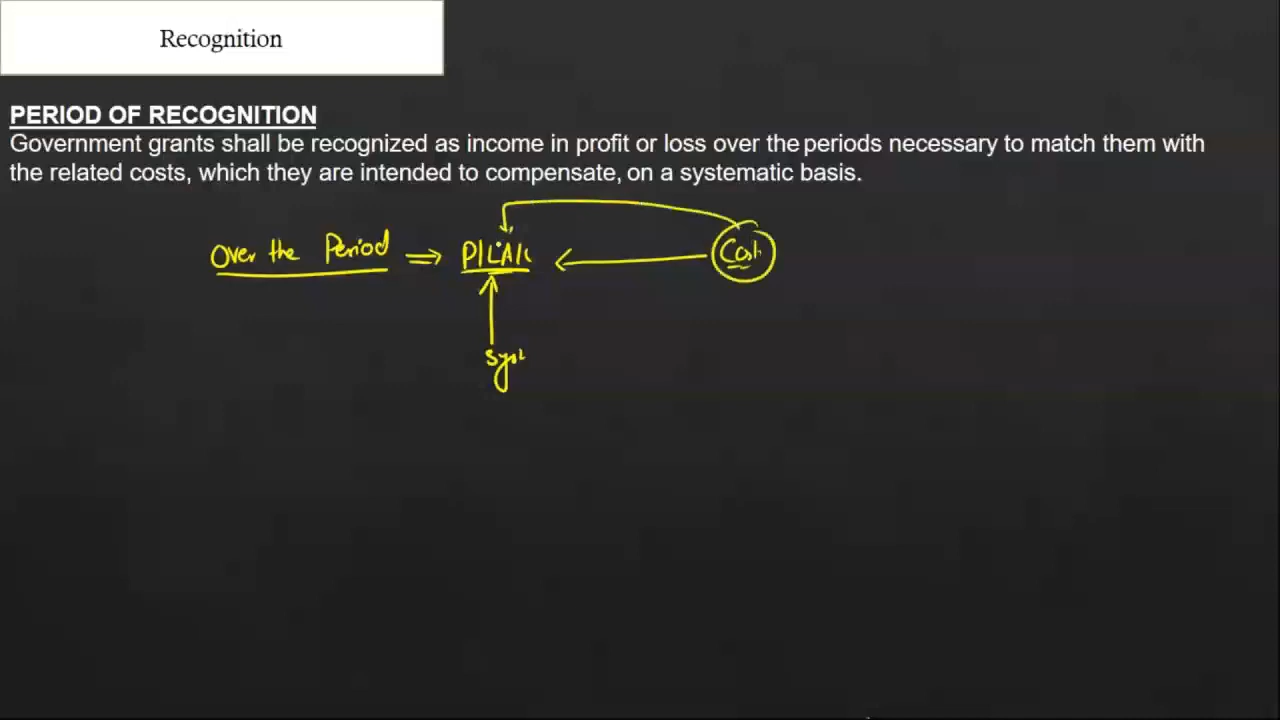 Recognition
PERIOD OF RECOGNITION
Government grants shall be recognized as income in profit or loss over the periods necessary to match them with
the related costs, which they are intended to compensate, on a systematic basis.
Over the Period ⇒ P/L A/c ← Cost